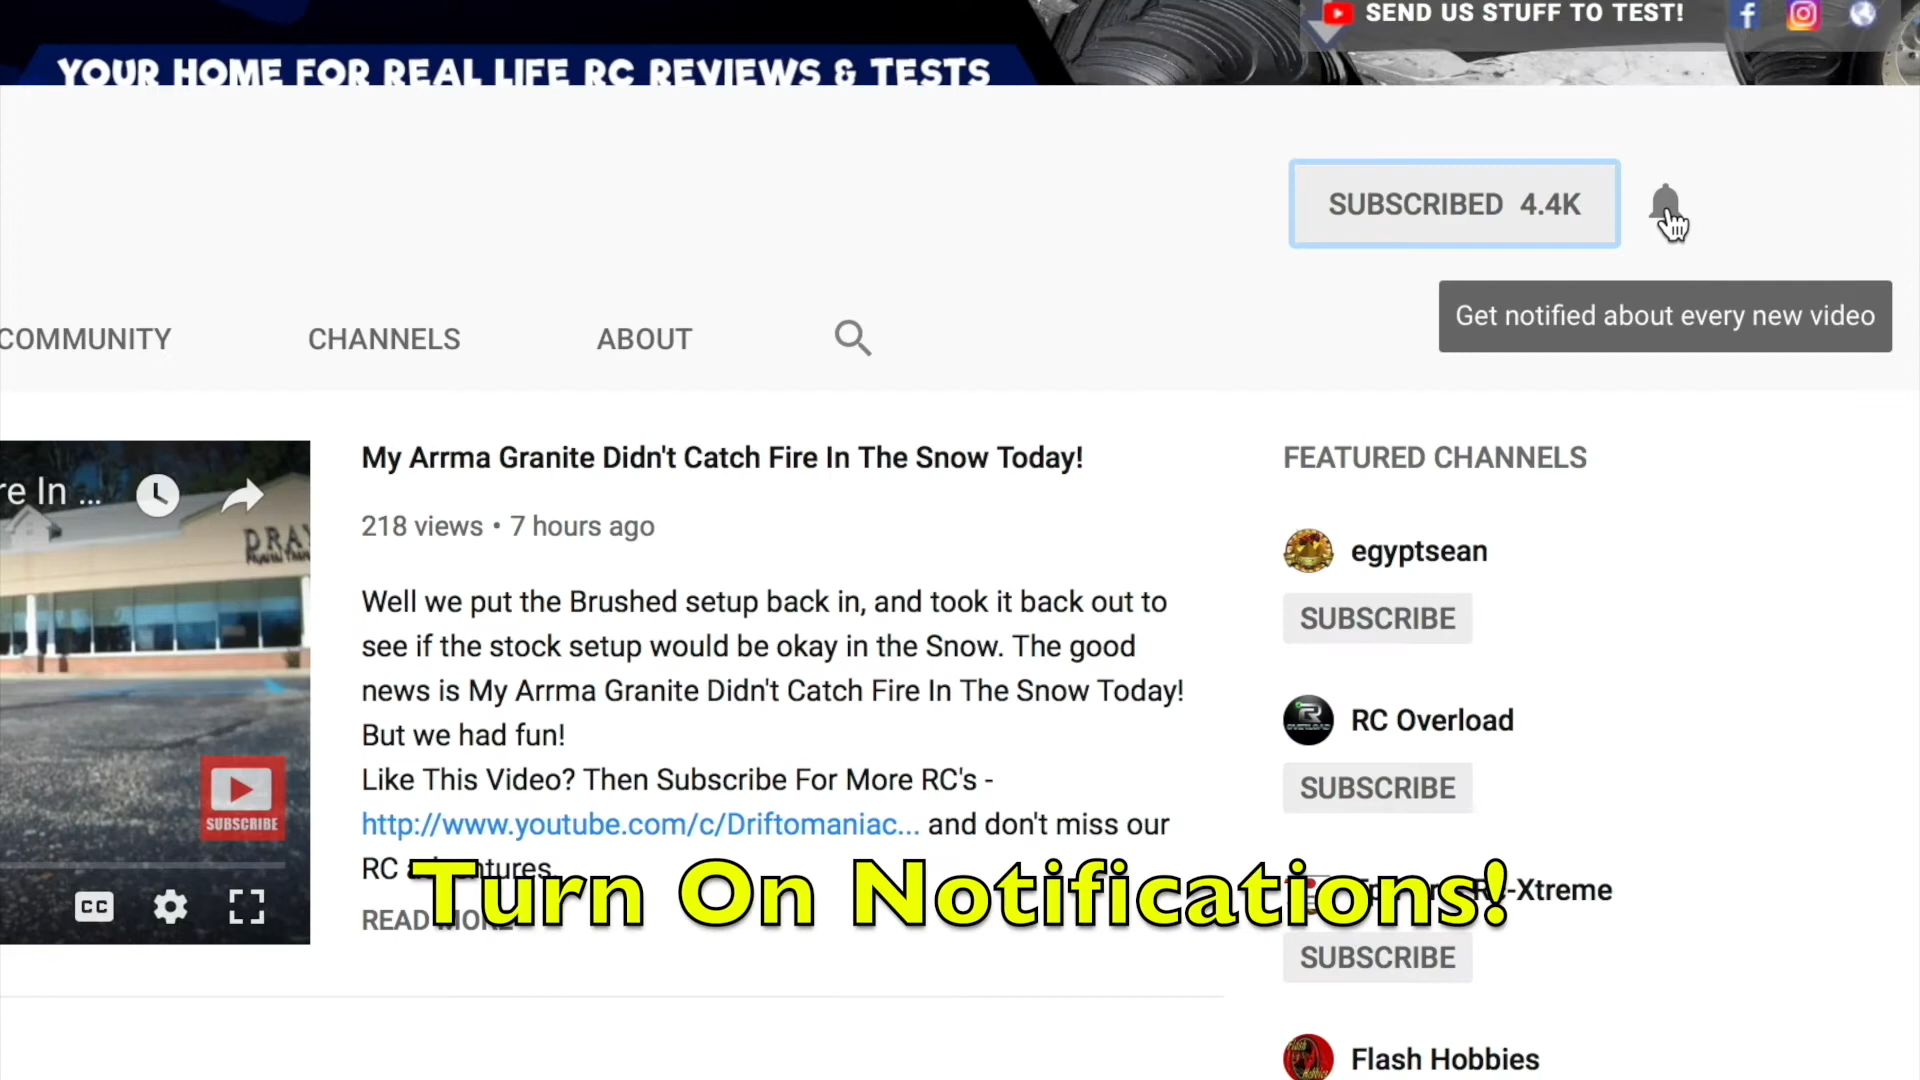 SEND US STUFF TO TEST!
YOUR HOME FOR REAL LIFE RC REVIEWS & TESTS
SUBSCRIBED 4.4K
Get notified about every new video
COMMUNITY CHANNELS ABOUT
re In ...
My Arrma Granite Didn't Catch Fire In The Snow Today!
218 views • 7 hours ago
Well we put the Brushed setup back in, and took it back out to
see if the stock setup would be okay in the Snow. The good
news is My Arrma Granite Didn't Catch Fire In The Snow Today!
But we had fun!
Like This Video? Then Subscribe For More RC's -
http://www.youtube.com/c/Driftomaniac... and don't miss our
RC
READ MORE
SUBSCRIBE
CC
Turn On Notifications!
FEATURED CHANNELS
egyptsean
SUBSCRIBE
RC Overload
OVERLOAD
SUBSCRIBE
-Xtreme
SUBSCRIBE
Flash Hobbies